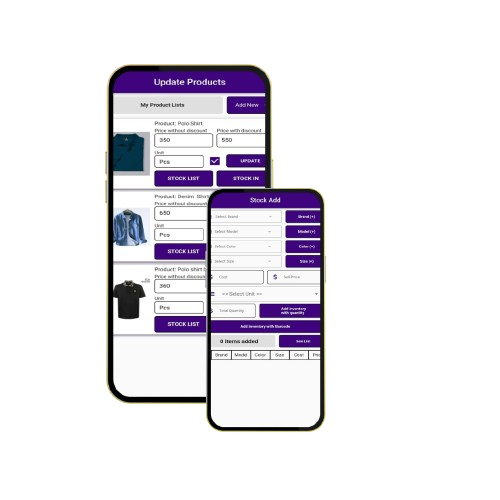 Update Products
My Product Lists
Add New
Product: Polo Shirt
Price without discount
Price with discount
350
550
Unit
Pcs
UPDATE
STOCK LIST
STOCK IN
Product: Denim Shirt
Price without discount
650
Unit
Pcs
STOCK LIST
Product: Polo shirt
Price without discount
360
Unit
Pcs
STOCK LIST
Stock Add
Select Brand
Brand (+)
Select Model
Model (+)
Select Color
Color (+)
Select Size
Size (+)
$ Cost
$ Sell Price
== Select Unit ==
Total Quantity
Add Inventory
with quantity
Add Inventory with Barcode
0 items added
See List
Brand Model Color Size Cost